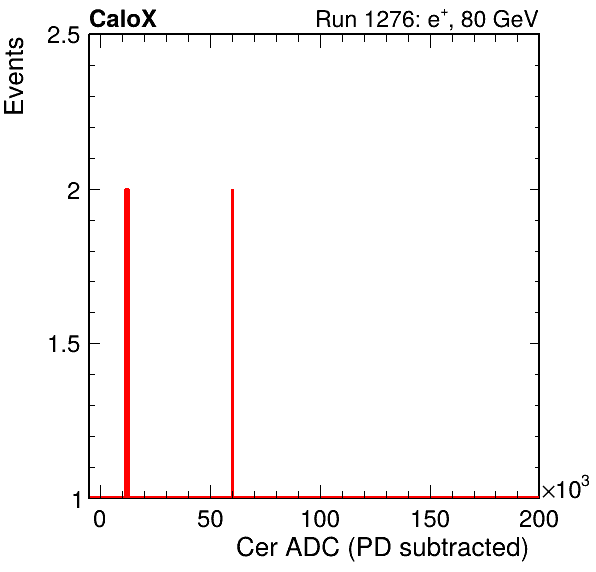 CaloX Run 1276: e⁺, 80 GeV
Events
2.5
2
1.5
1
0 50 100 150 200
×10³
Cer ADC (PD subtracted)